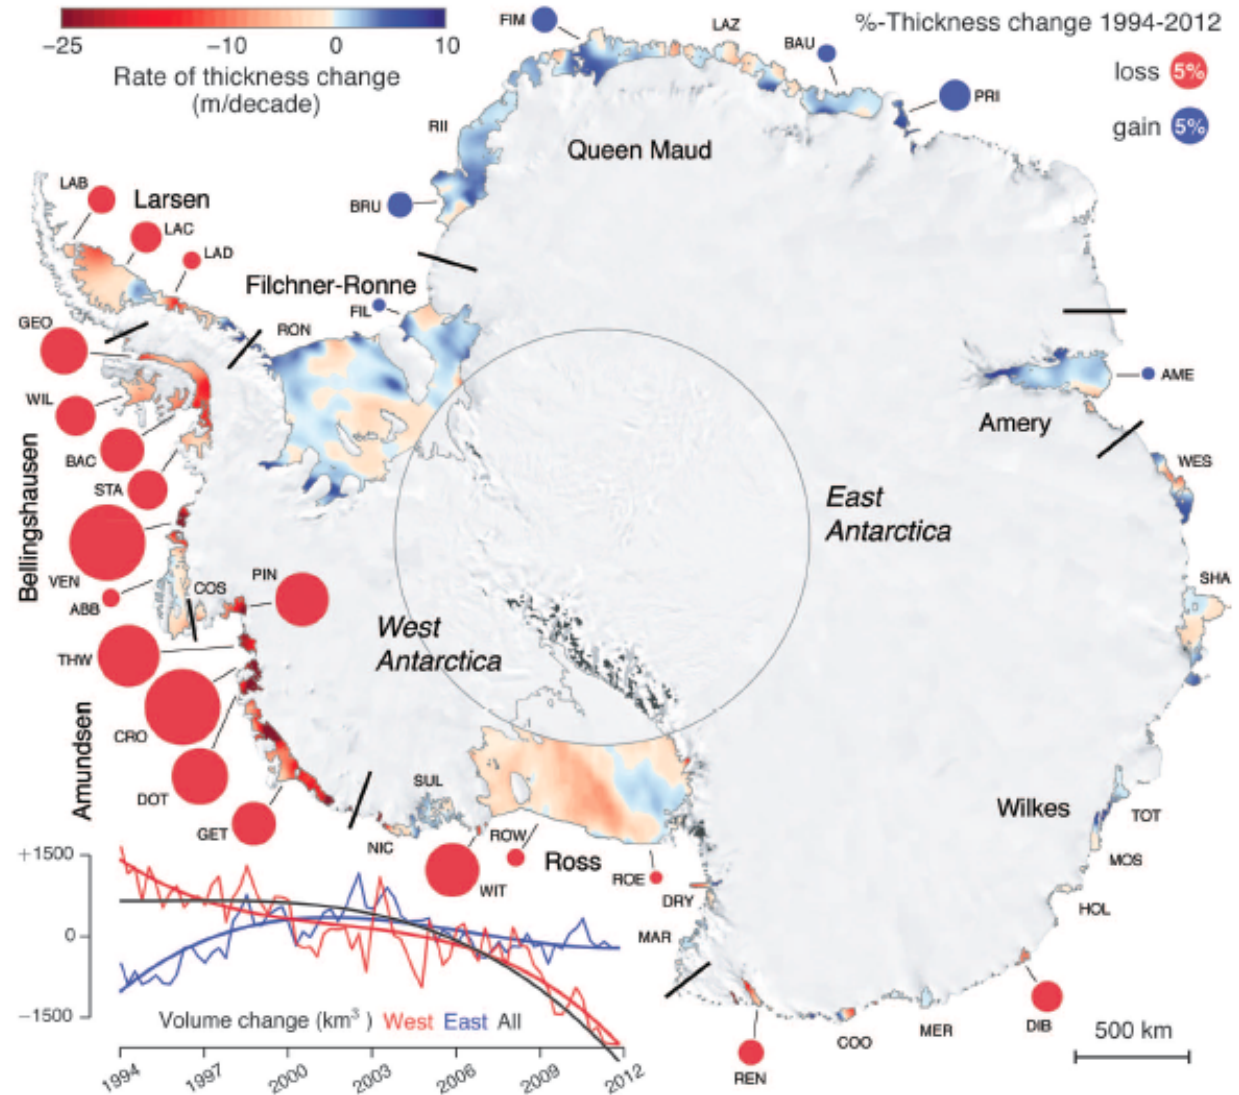 −25
−10
0
10
Rate of thickness change
(m/decade)
%-Thickness change 1994-2012
loss 5%
gain 5%
FIM
LAZ
BAU
PRI
RII
Queen Maud
BRU
LAB
Larsen
LAC
LAD
Filchner-Ronne
FIL
RON
GEO
WIL
BAC
STA
Bellingshausen
VEN
ABB
COS
PIN
THW
CRO
DOT
GET
Amundsen
AME
Amery
WES
East
Antarctica
SHA
West
Antarctica
SUL
NIC
WIT
ROW
Ross
ROE
DRY
MAR
Wilkes
TOT
MOS
HOL
DIB
MER
COO
REN
500 km
+1500
0
−1500
Volume change (km³ ) West East All
1994
1997
2000
2003
2006
2009
2012